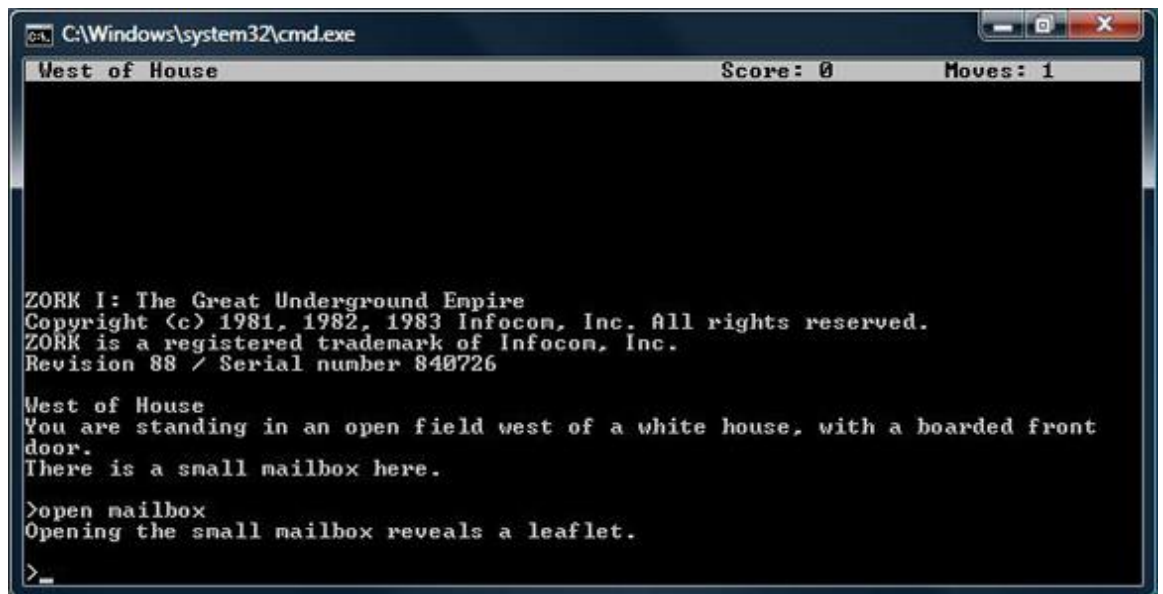 C:\Windows\system32\cmd.exe
West of House Score: 0 Moves: 1
ZORK I: The Great Underground Empire
Copyright (c) 1981, 1982, 1983 Infocom, Inc. All rights reserved.
ZORK is a registered trademark of Infocom, Inc.
Revision 88 / Serial number 840726
West of House
You are standing in an open field west of a white house, with a boarded front
door.
There is a small mailbox here.
>open mailbox
Opening the small mailbox reveals a leaflet.
>_